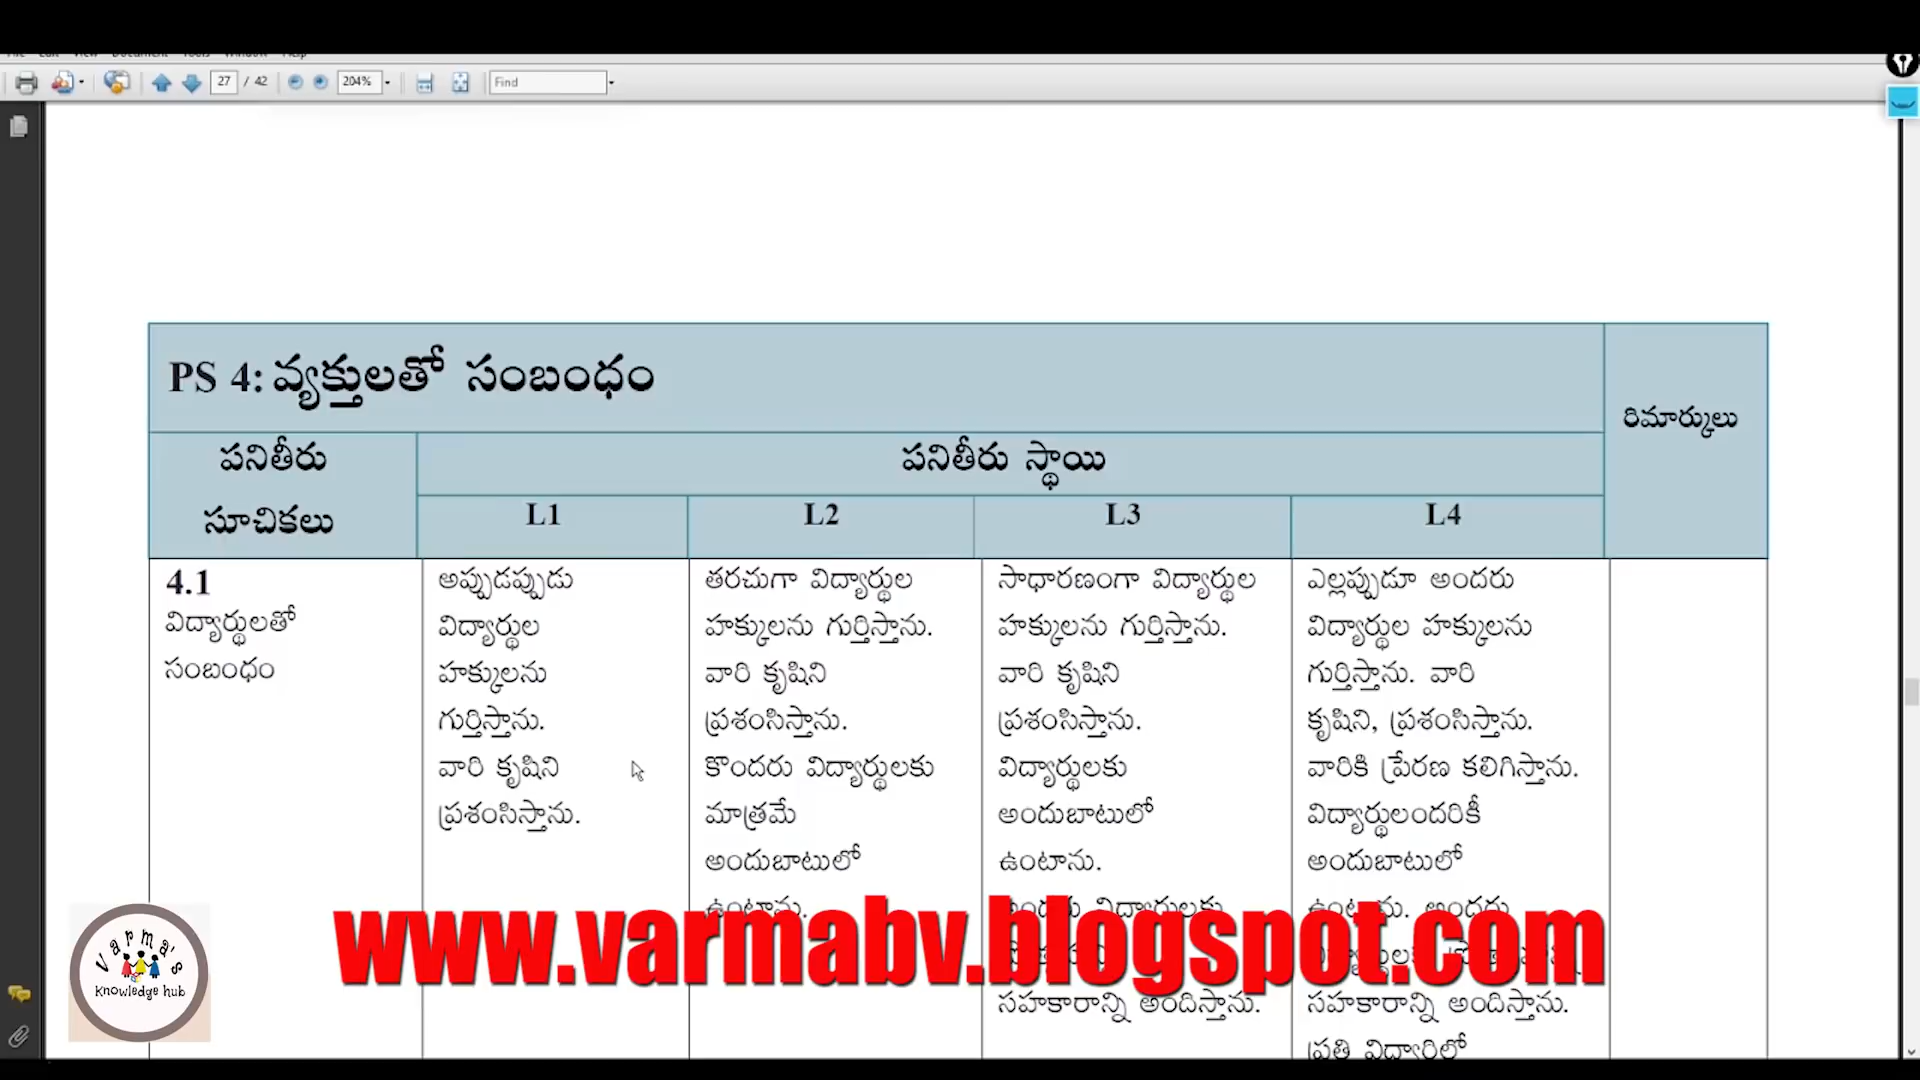 27 / 42 204% Find
PS 4: వ్యక్తులతో సంబంధం
రిమార్కులు
పనితీరు సూచికలు
పనితీరు స్థాయి
L1 L2 L3 L4
4.1
విద్యార్థులతో
సంబంధం
అప్పుడప్పుడు
విద్యార్థుల
హక్కులను
గుర్తిస్తాను.
వారి కృషిని
ప్రశంసిస్తాను.
తరచుగా విద్యార్థుల
హక్కులను గుర్తిస్తాను.
వారి కృషిని
ప్రశంసిస్తాను.
కొందరు విద్యార్థులకు
మాత్రమే
అందుబాటులో
ఉంటాను.
సాధారణంగా విద్యార్థుల
హక్కులను గుర్తిస్తాను.
వారి కృషిని
ప్రశంసిస్తాను.
విద్యార్థులకు
అందుబాటులో
ఉంటాను.
సహకారాన్ని అందిస్తాను.
ఎల్లప్పుడూ అందరు
విద్యార్థుల హక్కులను
గుర్తిస్తాను. వారి
కృషిని, ప్రశంసిస్తాను.
వారికి ప్రేరణ కలిగిస్తాను.
విద్యార్థులందరికీ
అందుబాటులో
ఉంటాను. అందరు
సహకారాన్ని అందిస్తాను.
ప్రతి విద్యార్థిలో
www.varmabv.blogspot.com
Varma's
Knowledge hub